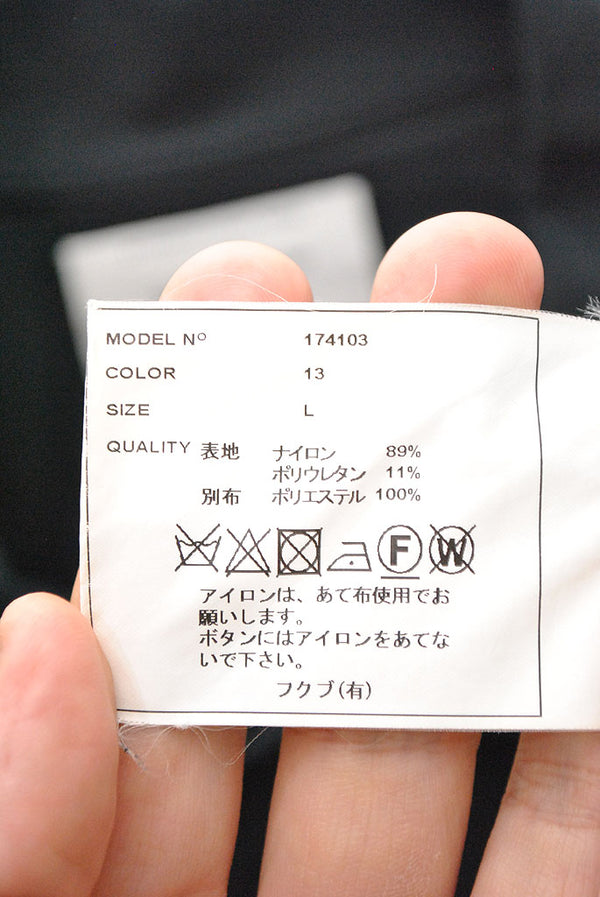 MODEL Nº 174103
COLOR 13
SIZE L
QUALITY 表地 ナイロン 89%
ポリウレタン 11%
別布 ポリエステル 100%
F W
アイロンは、あて布使用でお
願いします。
ボタンにはアイロンをあてな
いで下さい。
フクブ(有)